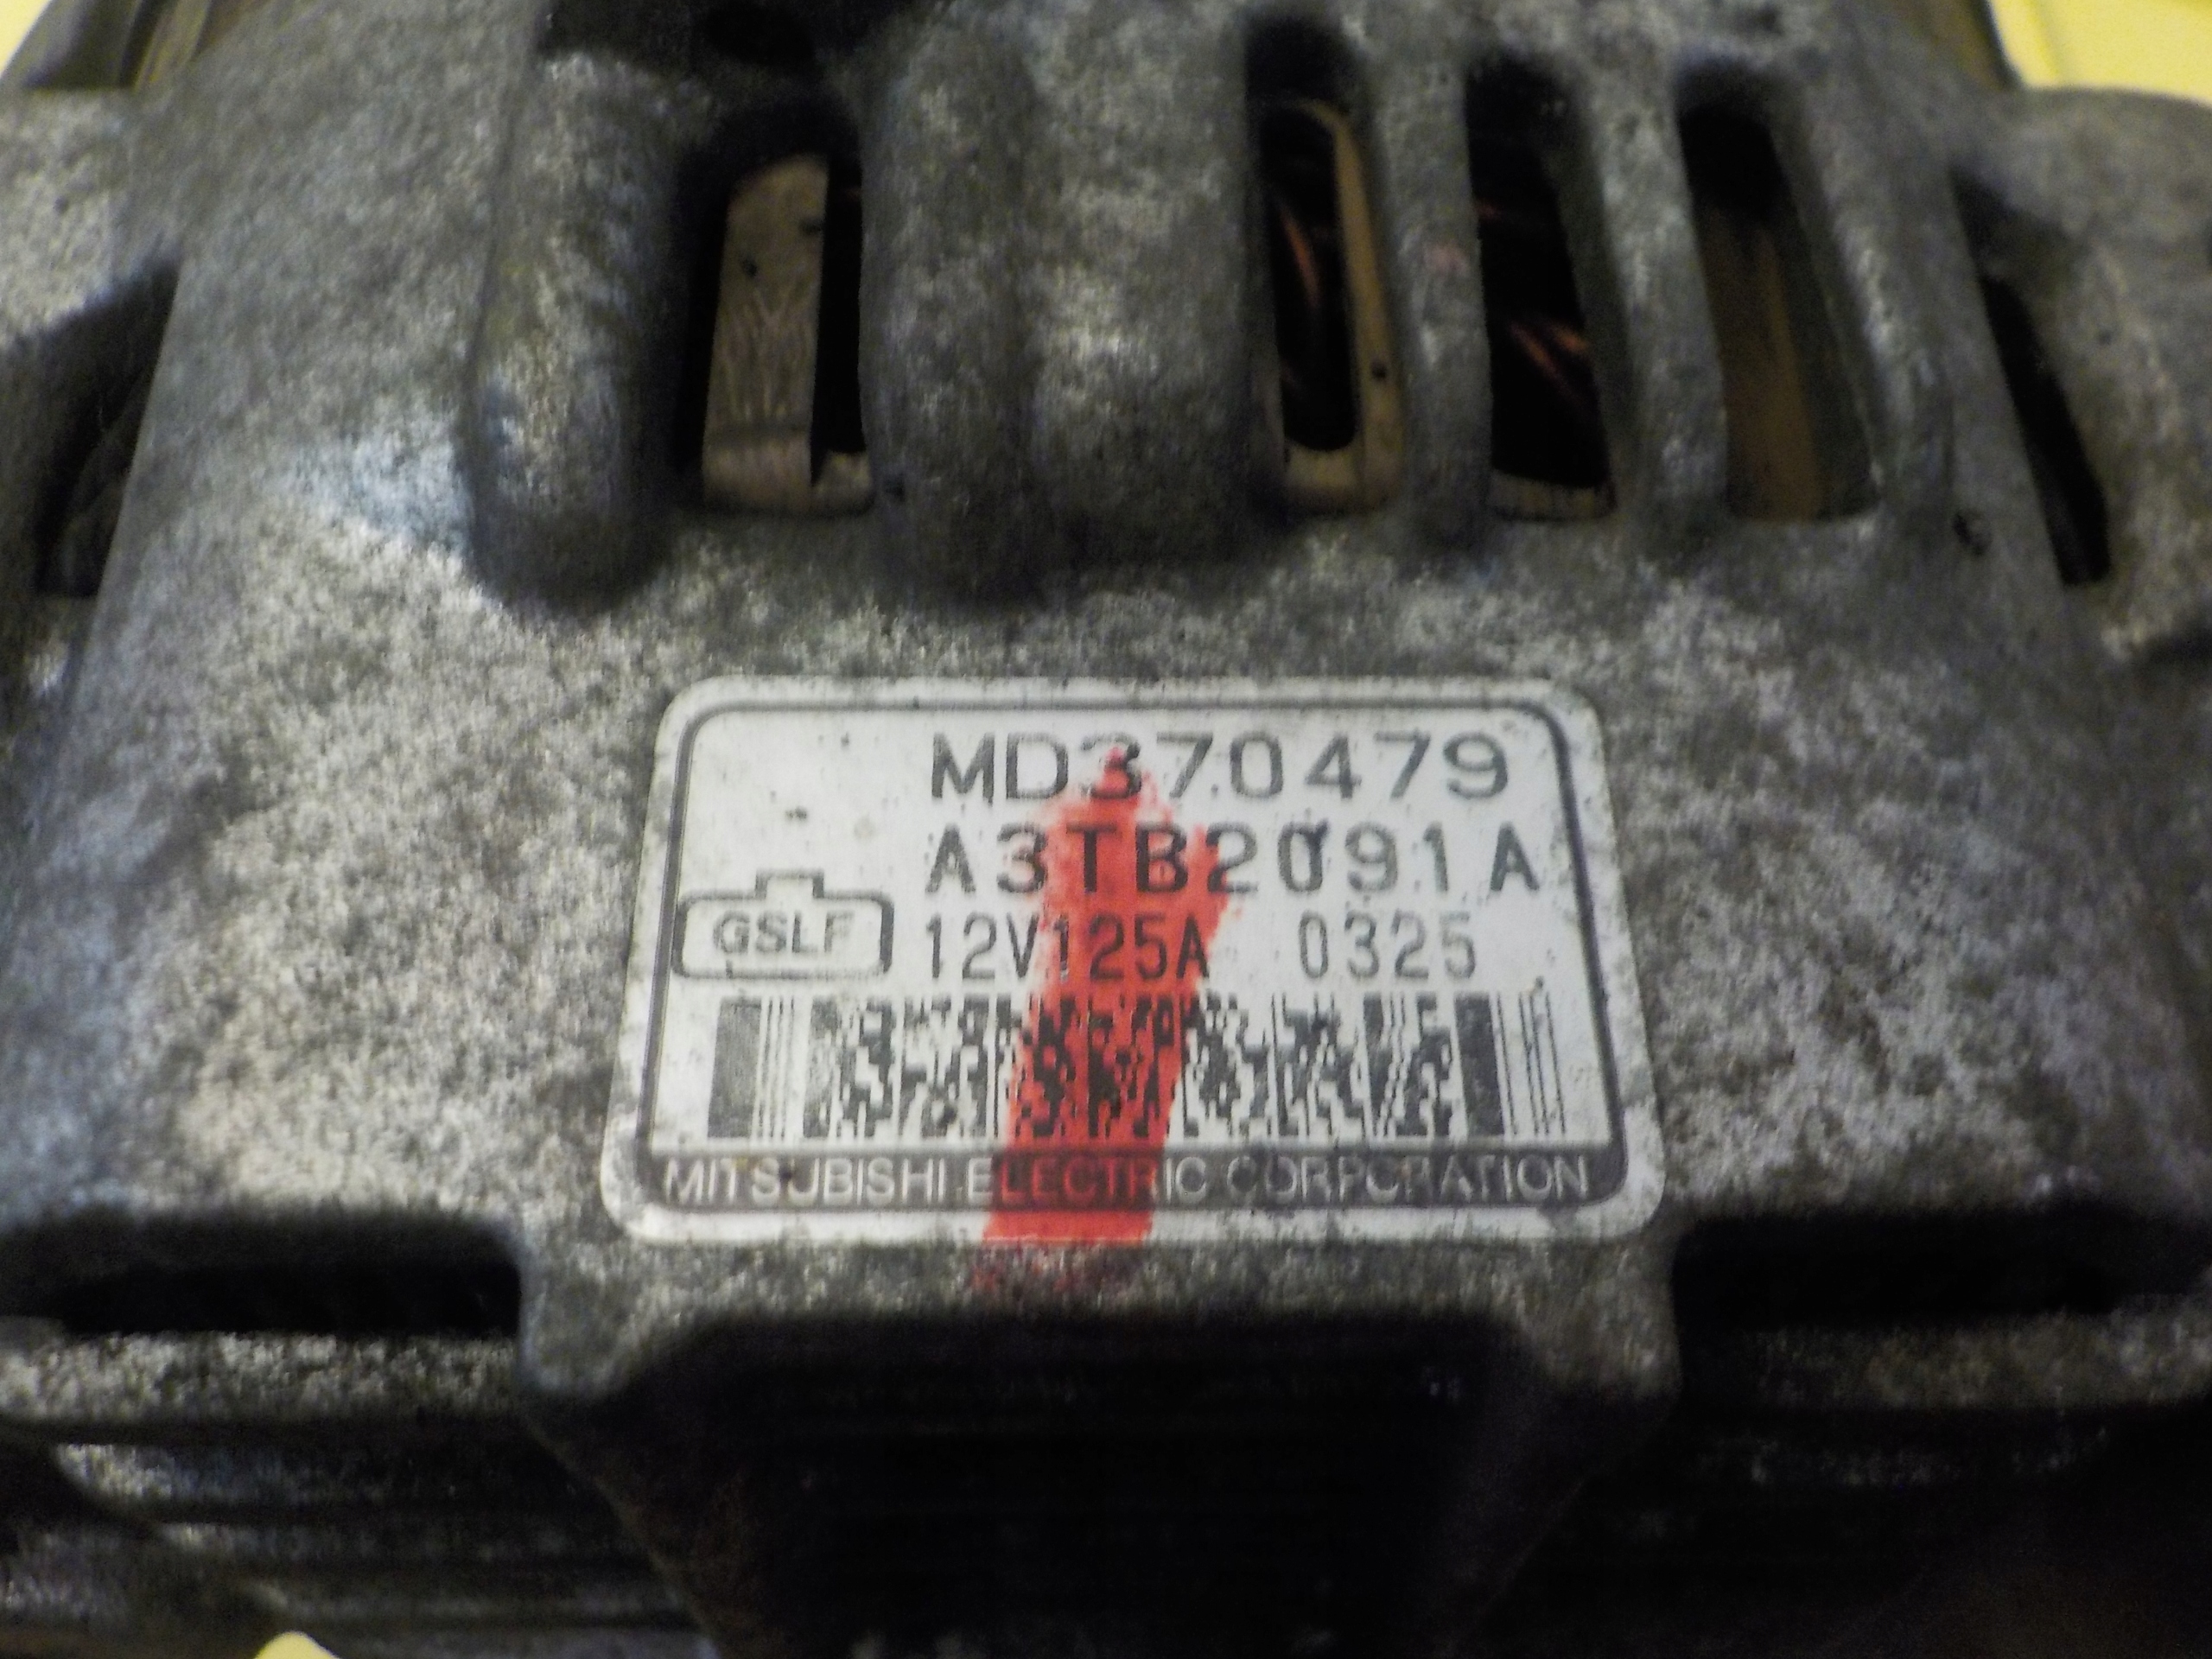 MD370479
A3TB2091A
GSLF 12V125A 0325
MITSUBISHI ELECTRIC CORPORATION